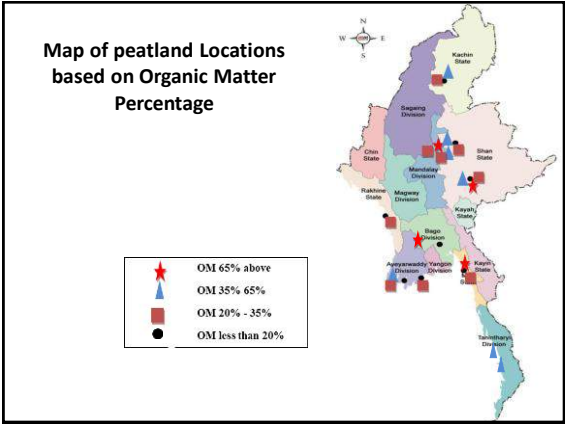 Map of peatland Locations
based on Organic Matter
Percentage
N
W
E
S
Kachin
State
Sagaing
Division
Chin
State
Shan
State
Mandalay
Division
Rakhine
State
Magway
Division
Kayah
State
Bago
Division
Ayeyarwaddy
Division
Yangon
Division
Kayin
State
Tanintharyi
Division
OM 65% above
OM 35% 65%
OM 20% - 35%
OM less than 20%